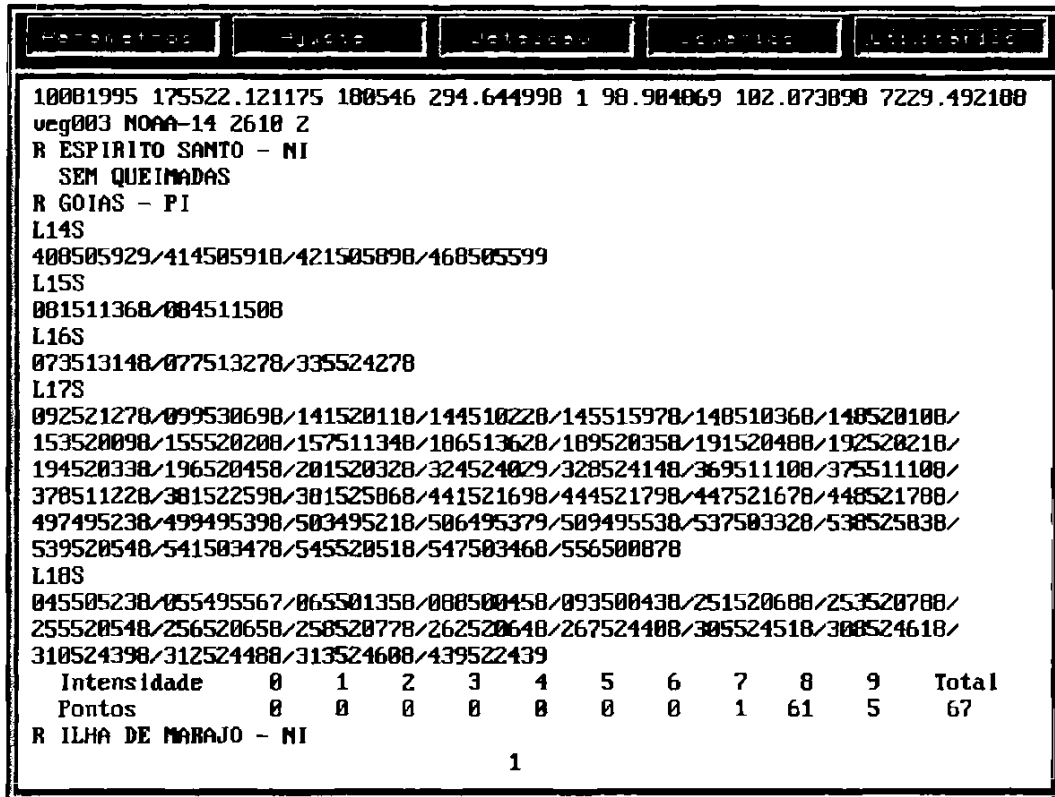 10081995 175522.121175 180546 294.644998 1 98.904869 102.073898 7229.492188
veg003 NOAA-14 2610 2
R ESPIRITO SANTO - NI
SEM QUEIMADAS
R GOIAS - PI
L14S
408505929/414505918/421505898/468505599
L15S
081511368/084511508
L16S
073513148/077513278/335524278
L17S
092521278/099530698/141520118/144510228/145515978/148510368/148520108/
153520098/155520208/157511348/186513628/189520358/191520488/192520218/
194520338/196520458/201520328/324524029/328524148/369511108/375511108/
378511228/381522598/381525868/441521698/444521798/447521678/448521788/
497495238/499495398/503495218/506495379/509495538/537503328/538525838/
539520548/541503478/545520518/547503468/556500878
L18S
045505238/055495567/065501358/088500458/093500438/251520688/253520788/
255520548/256520658/258520778/262520648/267524408/305524518/308524618/
310524398/312524488/313524608/439522439
Intensidade 0 1 2 3 4 5 6 7 8 9 Total
Pontos 0 0 0 0 0 0 0 1 61 5 67
R ILHA DE MARAJO - NI
1